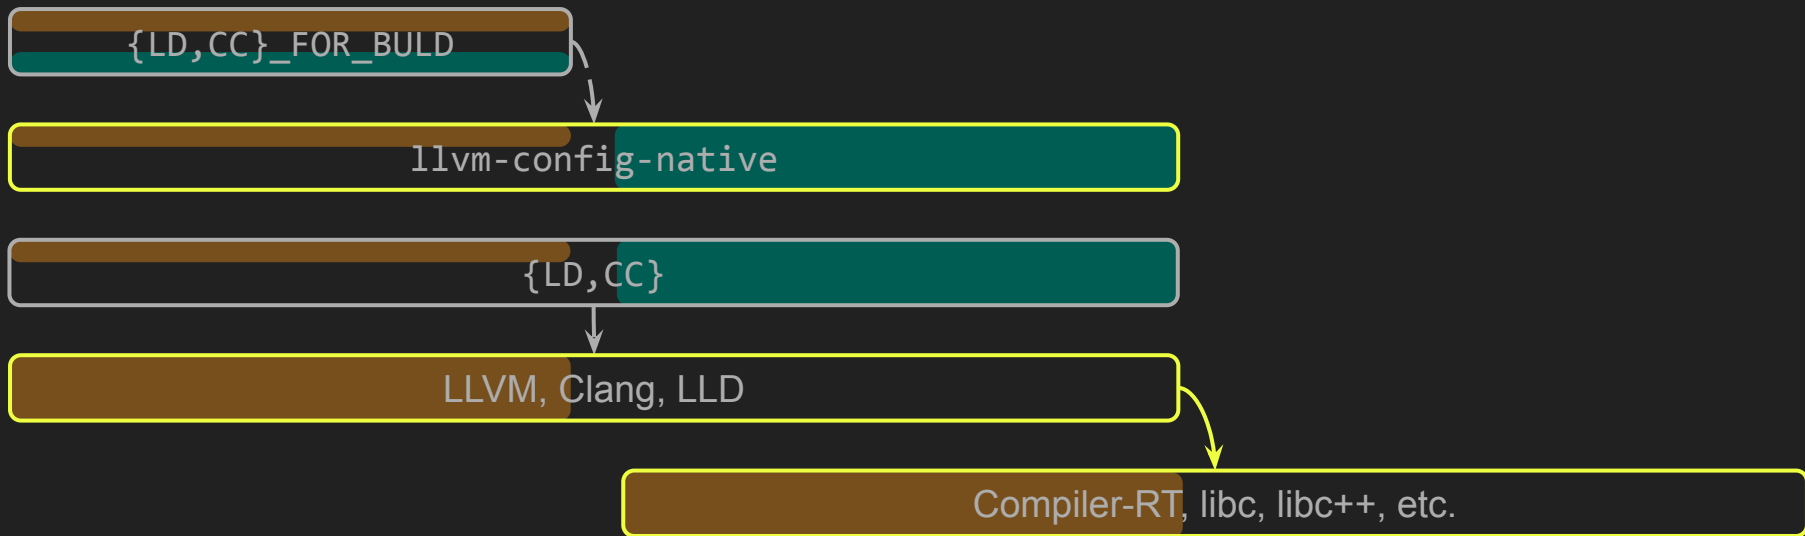 {LD,CC}_FOR_BULD
llvm-config-native
{LD,CC}
LLVM, Clang, LLD
Compiler-RT, libc, libc++, etc.